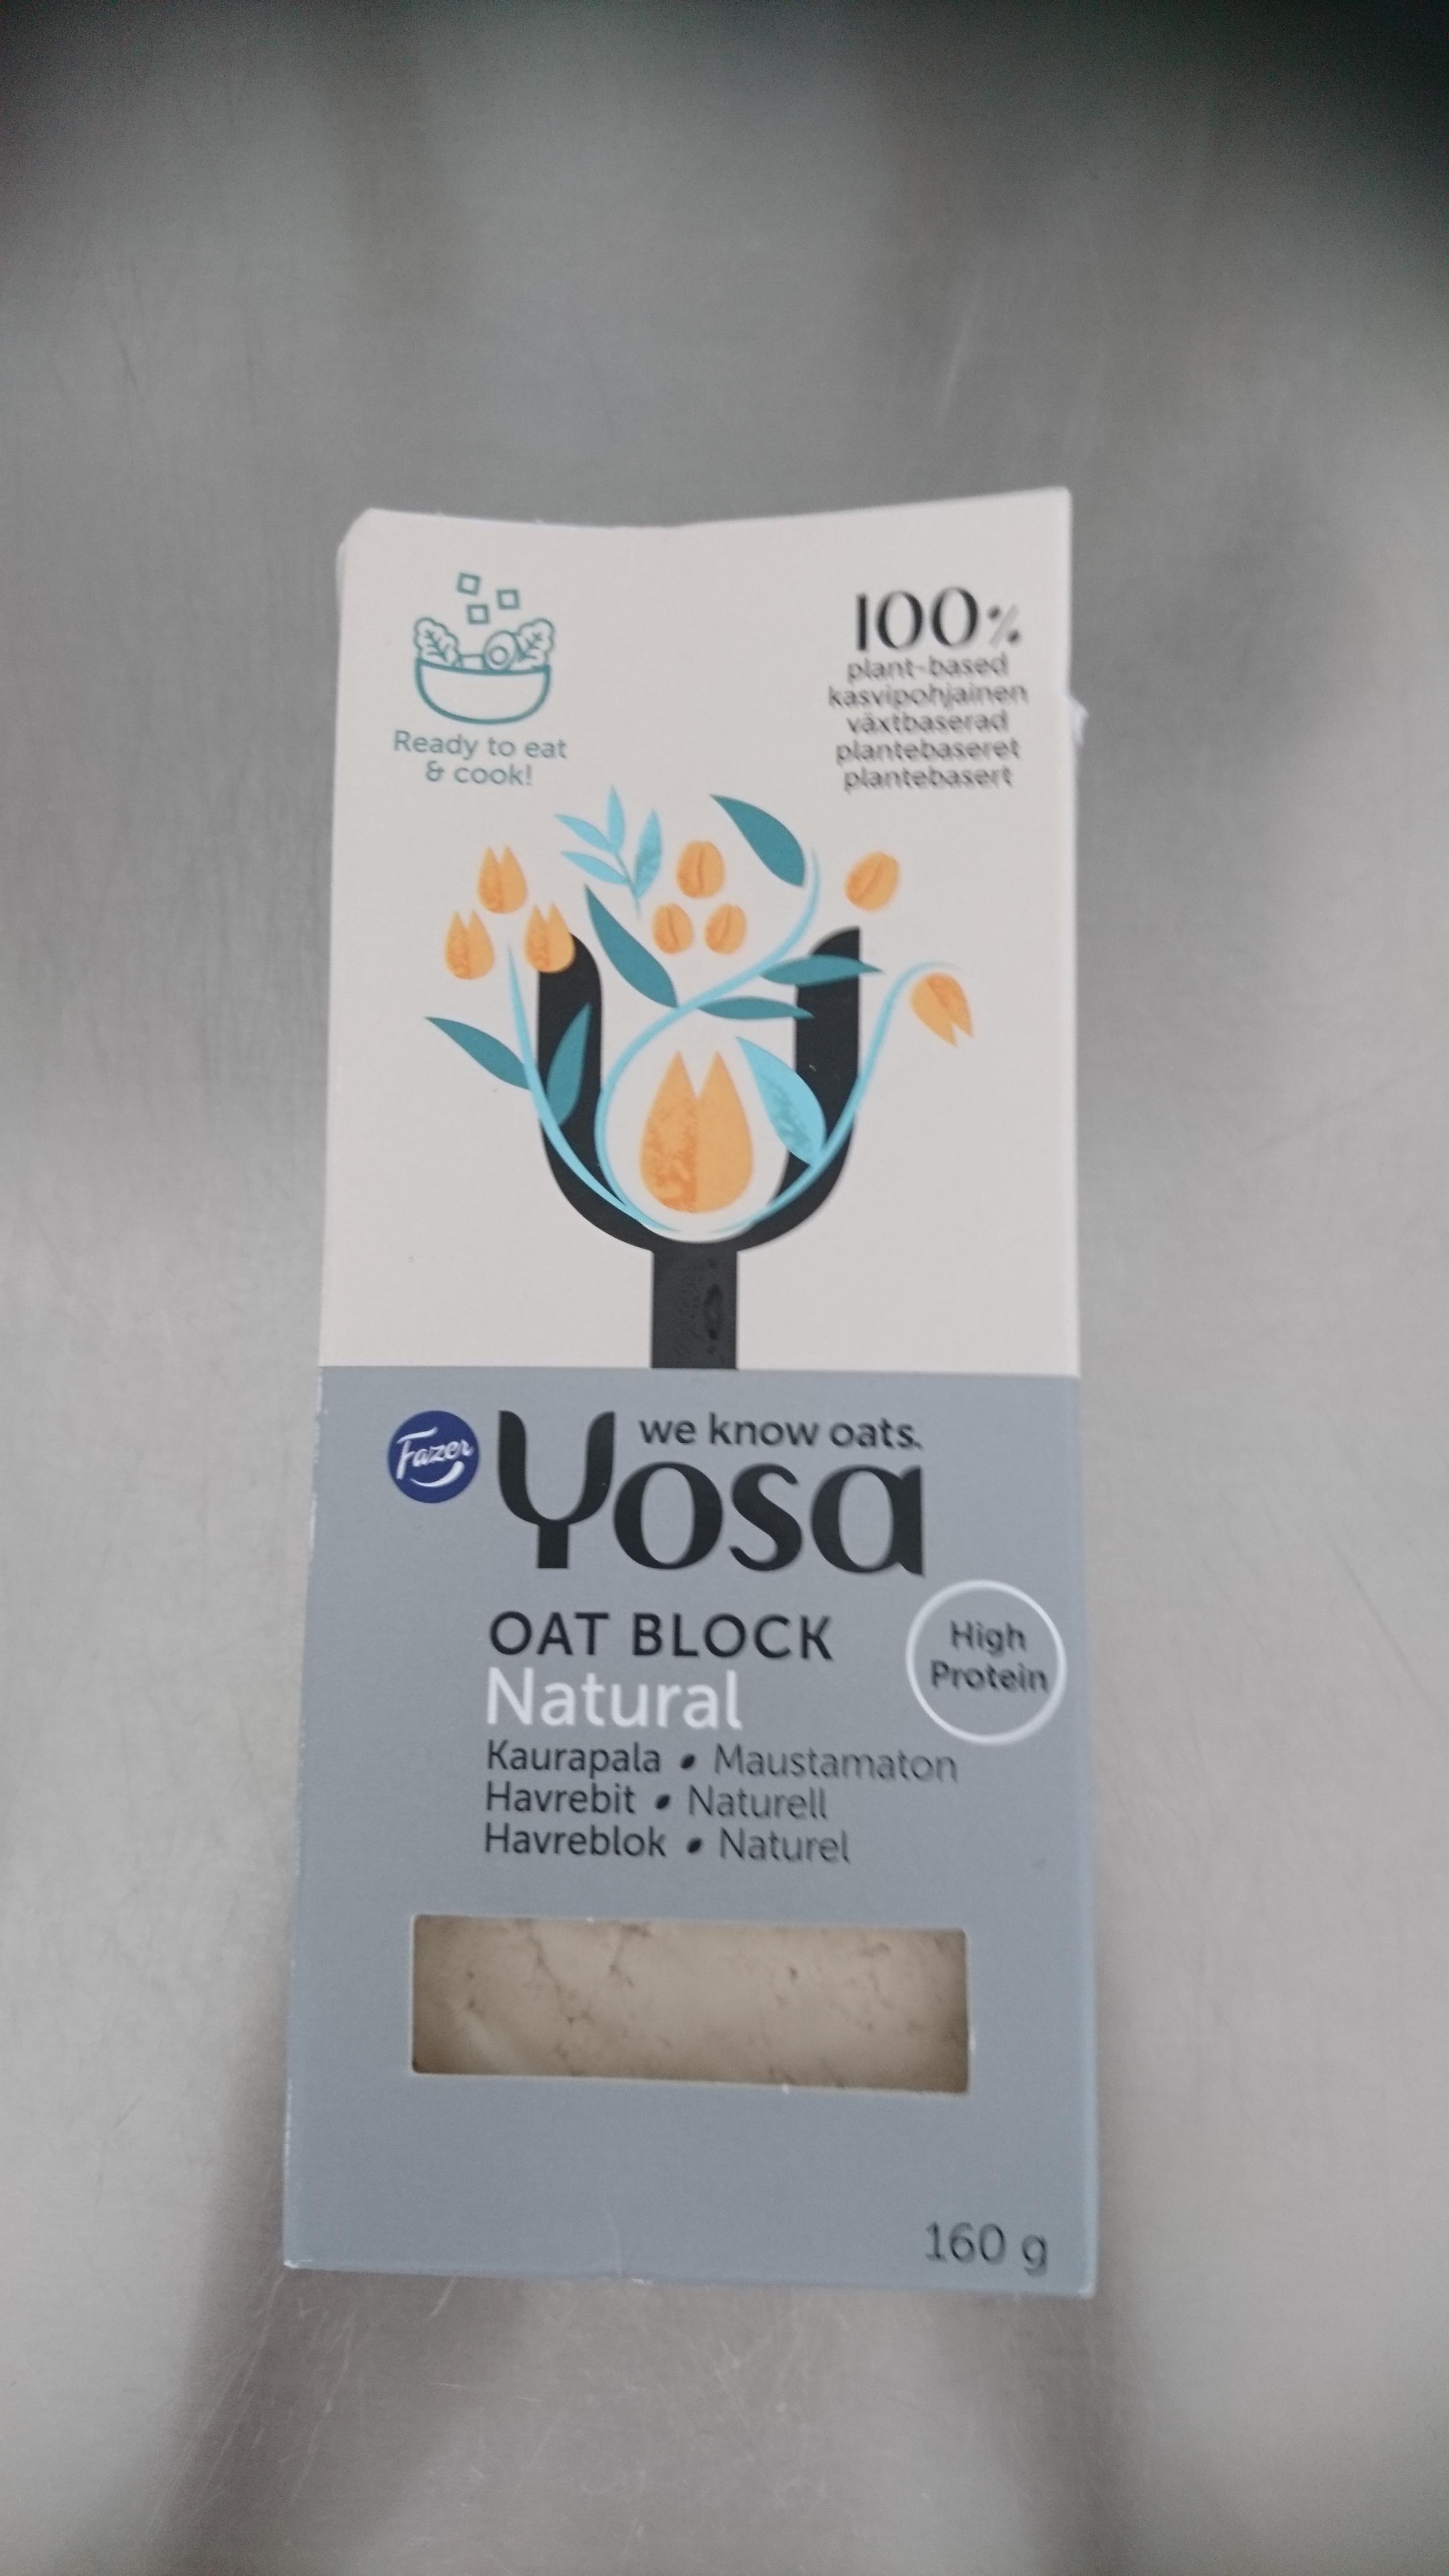 100%
plant-based
kasvipohjainen
växtbaserad
plantebaseret
plantebasert
Ready to eat
& cook!
Fazer
we know oats.
Yosa
OAT BLOCK
Natural
High
Protein
Kaurapala • Maustamaton
Havrebit • Naturell
Havreblok • Naturel
160 g